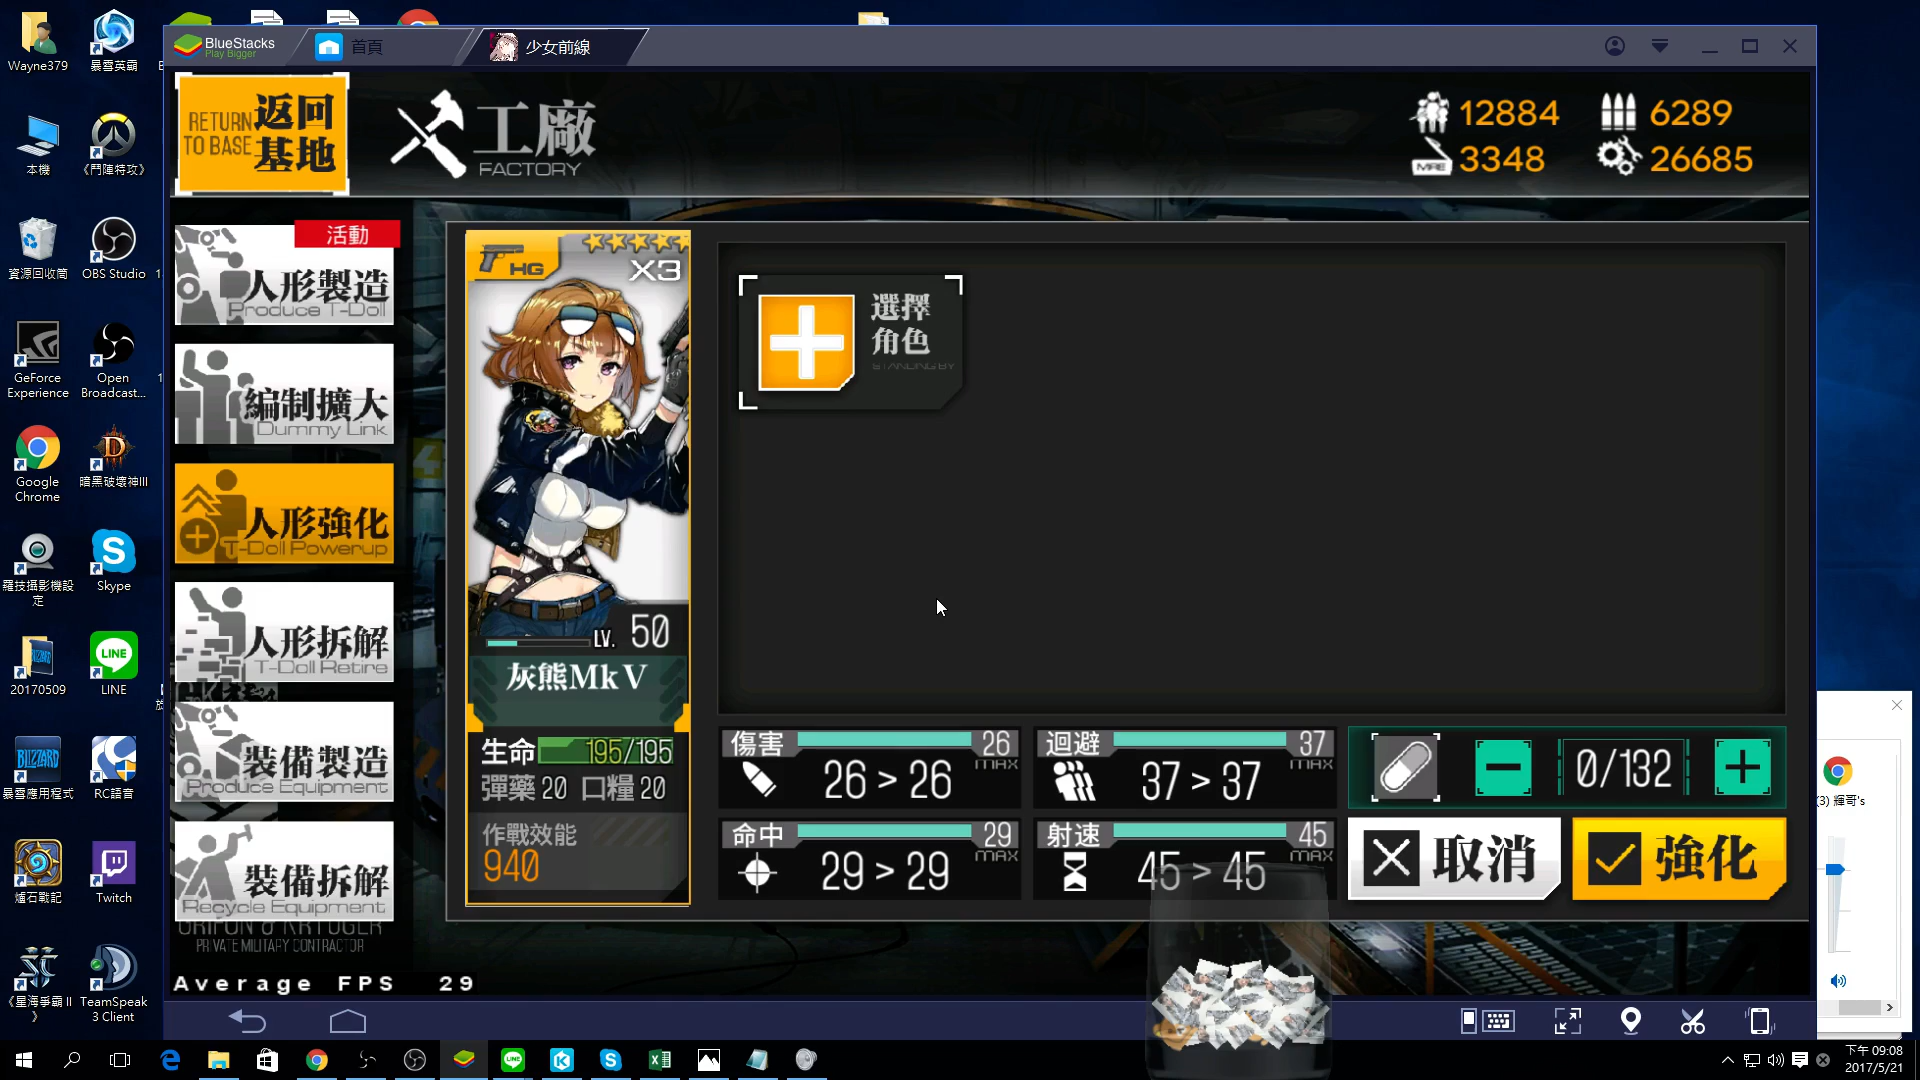 BlueStacks
Play Bigger
首頁
少女前線
Wayne379
暴雪英霸
本機
《鬥陣特攻》
資源回收筒
OBS Studio
GeForce
Experience
Open
Broadcast...
Google
Chrome
暗黑破壞神III
羅技攝影機設
定
Skype
20170509
LINE
暴雪應用程式
RC語音
爐石戰記
Twitch
《星海爭霸 II
》
TeamSpeak
3 Client
RETURN
TO BASE
返回
基地
工廠
FACTORY
12884
6289
3348
26685
活動
人形製造
Produce T-Doll
編制擴大
Dummy Link
人形強化
T-Doll Powerup
人形拆解
T-Doll Retire
裝備製造
Produce Equipment
裝備拆解
Recycle Equipment
GRIFON & KRYUGER
PRIVATE MILITARY CONTRACTOR
Average FPS 29
HG
X3
LV. 50
灰熊MkV
生命 195/195
彈藥 20 口糧 20
作戰效能
940
選擇
角色
STANDING BY
傷害 26 MAX
26 > 26
迴避 37 MAX
37 > 37
命中 29 MAX
29 > 29
射速 45 MAX
45 > 45
0/132
取消
強化
(3) 輝哥's
下午 09:08
2017/5/21